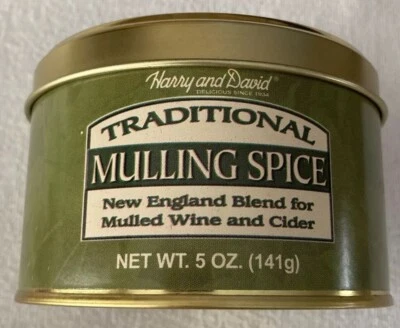 Harry and David®
DELICIOUS SINCE 1934
TRADITIONAL
MULLING SPICE
New England Blend for
Mulled Wine and Cider
NET WT. 5 OZ. (141g)